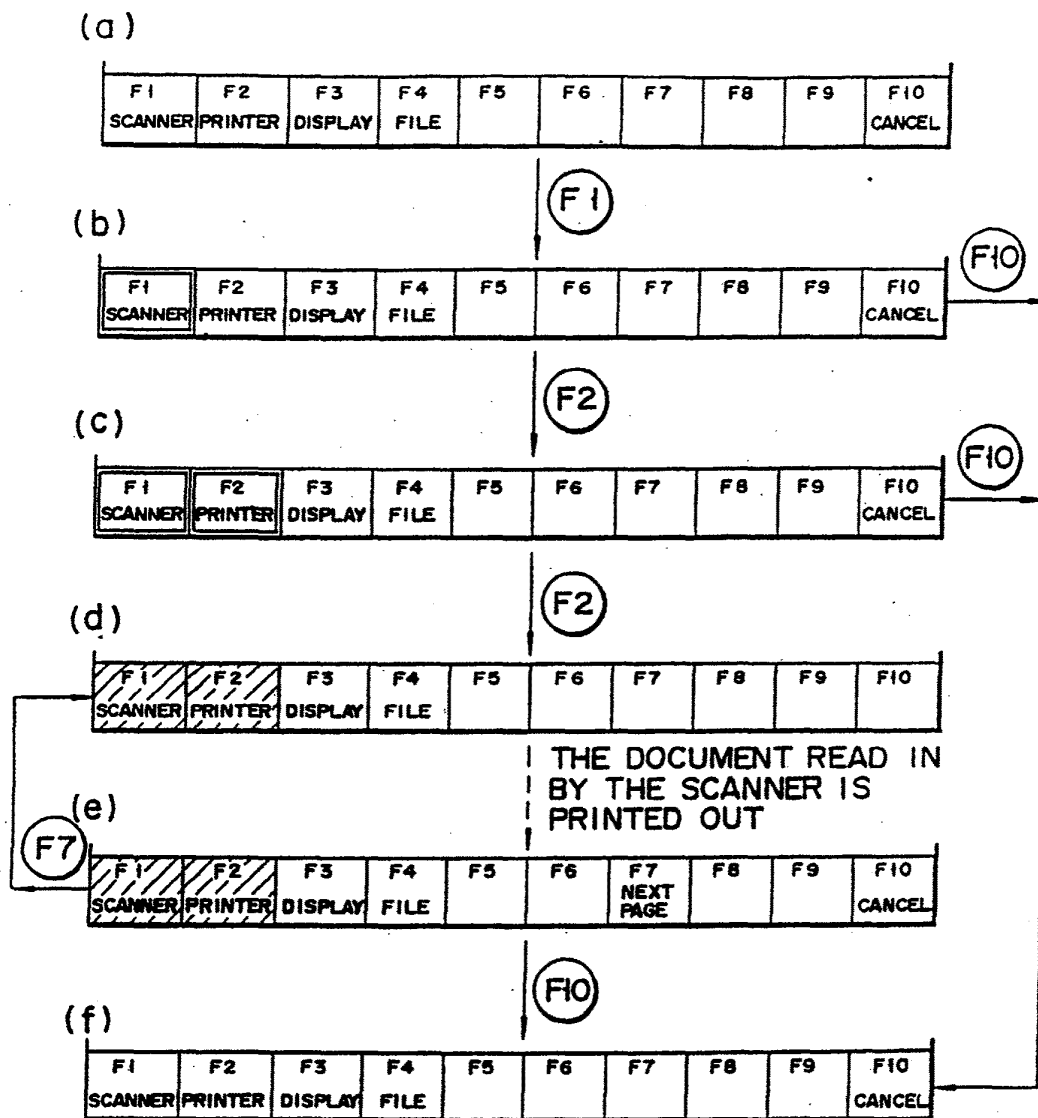 (a)
F1 F2 F3 F4 F5 F6 F7 F8 F9 F10
SCANNER PRINTER DISPLAY FILE CANCEL
F1
(b)
F10
F1 F2 F3 F4 F5 F6 F7 F8 F9 F10
SCANNER PRINTER DISPLAY FILE CANCEL
F2
(c)
F10
F1 F2 F3 F4 F5 F6 F7 F8 F9 F10
SCANNER PRINTER DISPLAY FILE CANCEL
F2
(d)
F1 F2 F3 F4 F5 F6 F7 F8 F9 F10
SCANNER PRINTER DISPLAY FILE
THE DOCUMENT READ IN
BY THE SCANNER IS
PRINTED OUT
(e)
F7
F1 F2 F3 F4 F5 F6 F7 F8 F9 F10
SCANNER PRINTER DISPLAY FILE NEXT PAGE CANCEL
F10
(f)
F1 F2 F3 F4 F5 F6 F7 F8 F9 F10
SCANNER PRINTER DISPLAY FILE CANCEL